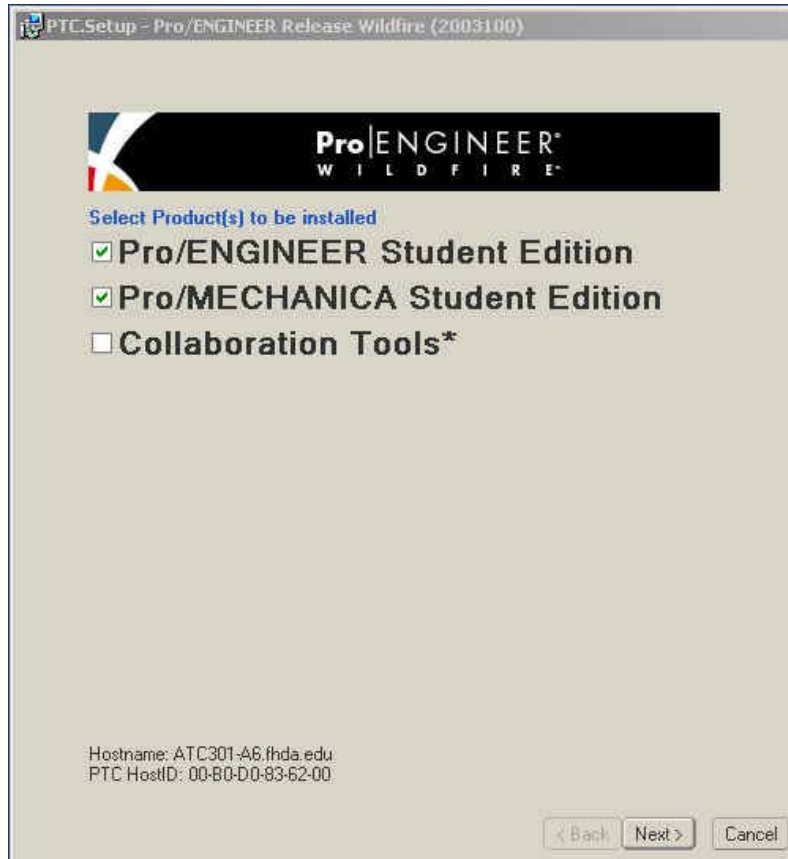 PTC.Setup - Pro/ENGINEER Release Wildfire (2003100)
Pro|ENGINEER®
WILDFIRE™
Select Product(s) to be installed
Pro/ENGINEER Student Edition
Pro/MECHANICA Student Edition
Collaboration Tools*
Hostname: ATC301-A6.fhda.edu
PTC HostID: 00-B0-D0-83-62-00
< Back Next > Cancel